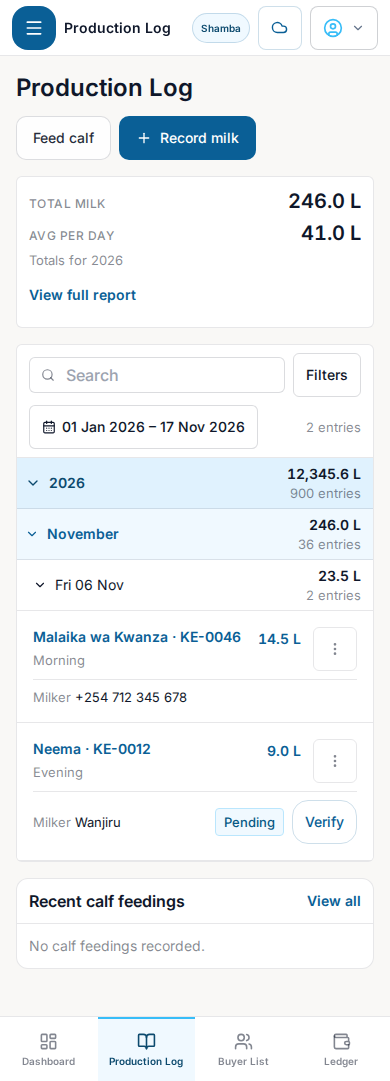 Production Log
Shamba
Production Log
Feed calf
Record milk
TOTAL MILK 246.0 L
AVG PER DAY 41.0 L
Totals for 2026
View full report
Search
Filters
01 Jan 2026 – 17 Nov 2026
2 entries
2026 12,345.6 L
900 entries
November 246.0 L
36 entries
Fri 06 Nov 23.5 L
2 entries
Malaika wa Kwanza · KE-0046 14.5 L
Morning
Milker +254 712 345 678
Neema · KE-0012 9.0 L
Evening
Milker Wanjiru Pending Verify
Recent calf feedings View all
No calf feedings recorded.
Dashboard Production Log Buyer List Ledger